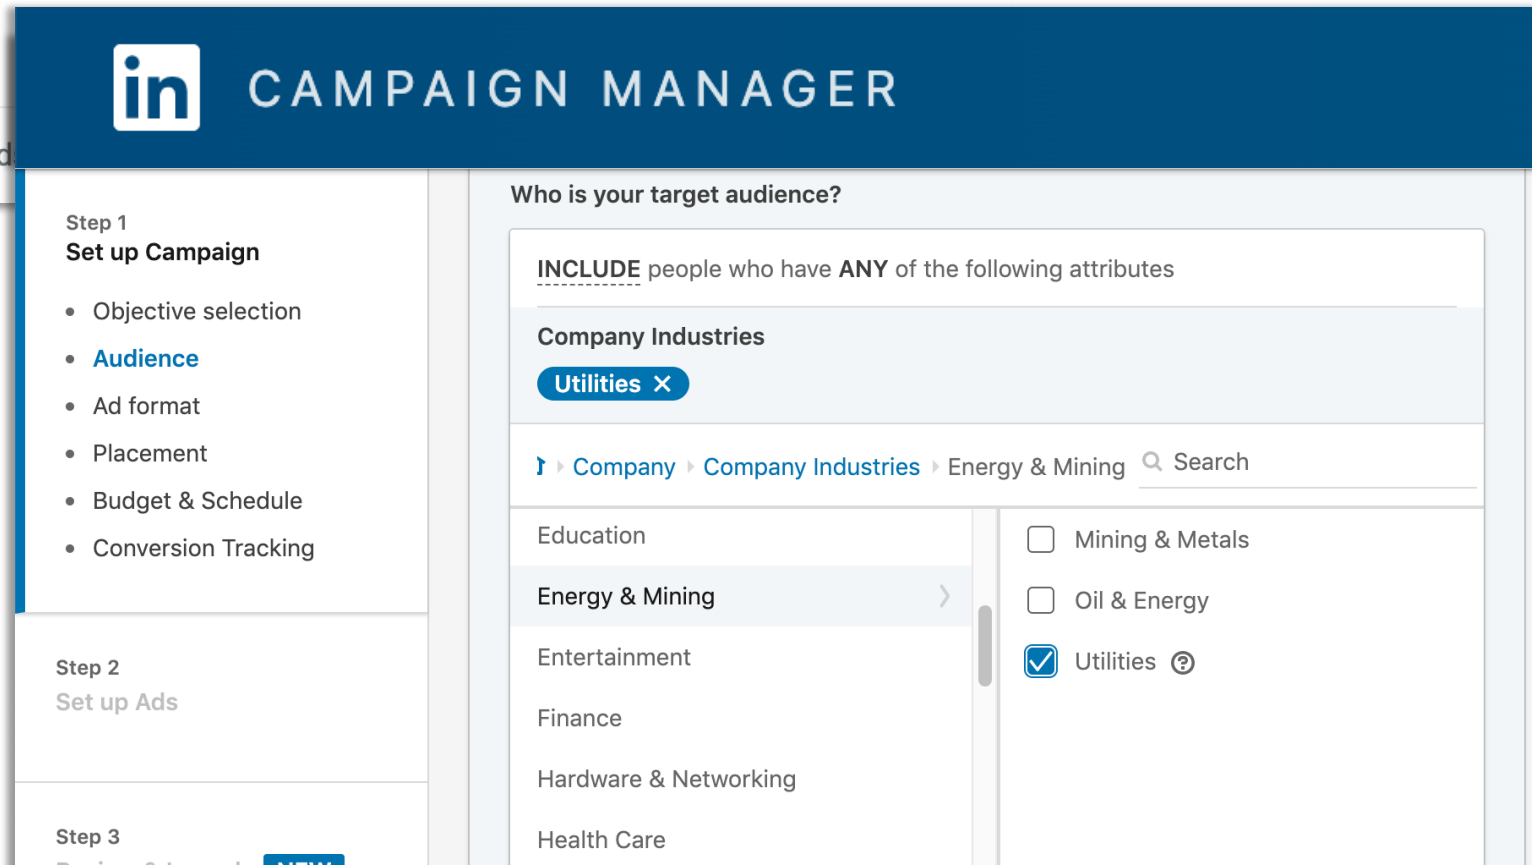 in CAMPAIGN MANAGER
Step 1
Set up Campaign
Objective selection
Audience
Ad format
Placement
Budget & Schedule
Conversion Tracking
Step 2
Set up Ads
Step 3
NEW
Who is your target audience?
INCLUDE people who have ANY of the following attributes
Company Industries
Utilities
Company Company Industries Energy & Mining Search
Education
Energy & Mining
Entertainment
Finance
Hardware & Networking
Health Care
Mining & Metals
Oil & Energy
Utilities